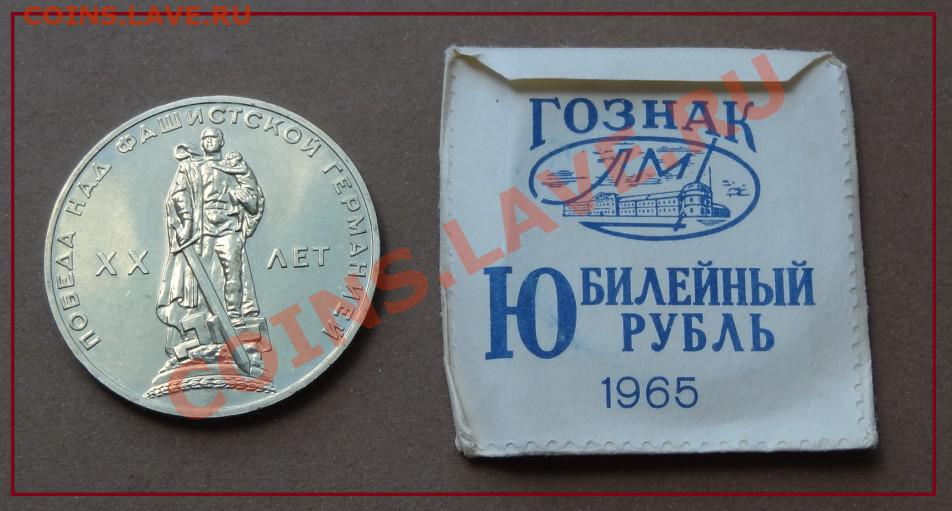 COINS.LAVE.RU
ПОБЕДА НАД ФАШИСТСКОЙ ГЕРМАНИЕЙ
XX ЛЕТ
ГОЗНАК
ЛМД
ЮБИЛЕЙНЫЙ
РУБЛЬ
1965
COINS.LAVE.RU